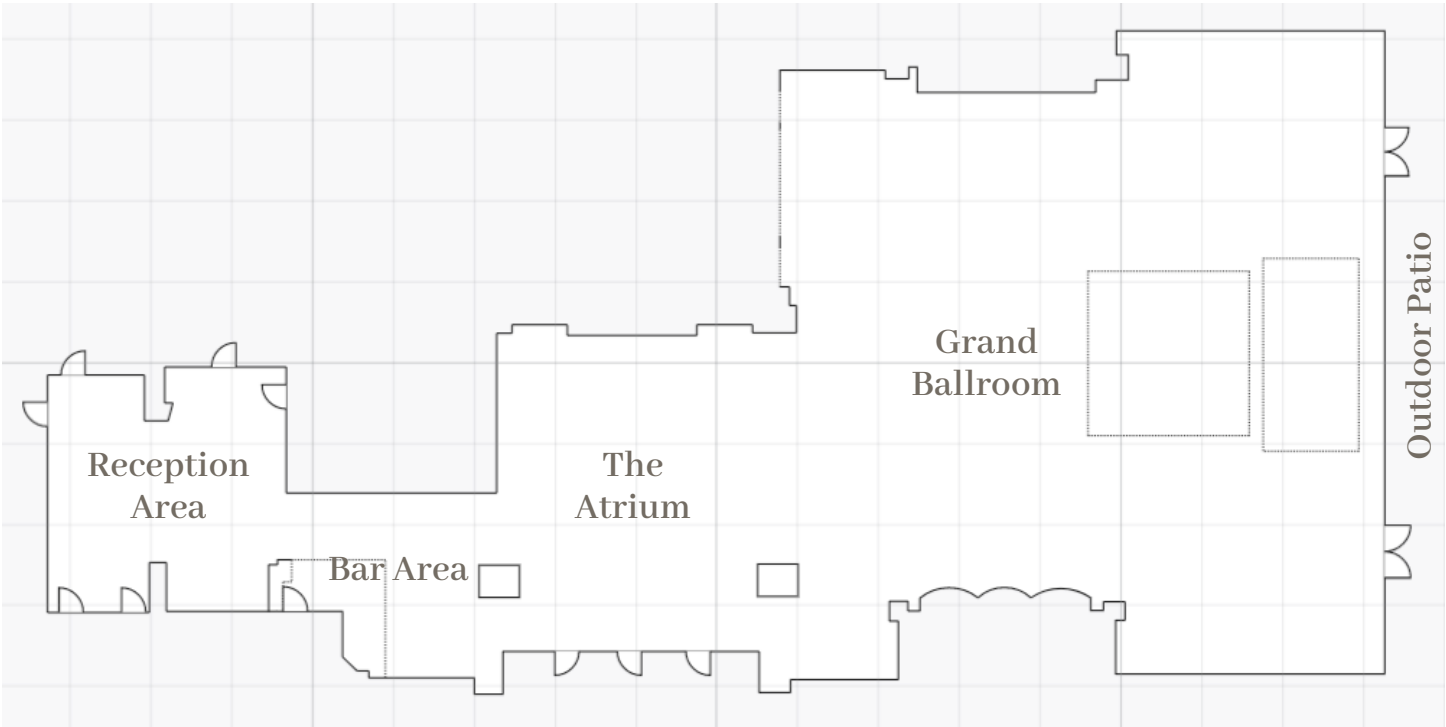 Reception
Area
Bar Area
The
Atrium
Grand
Ballroom
Outdoor Patio